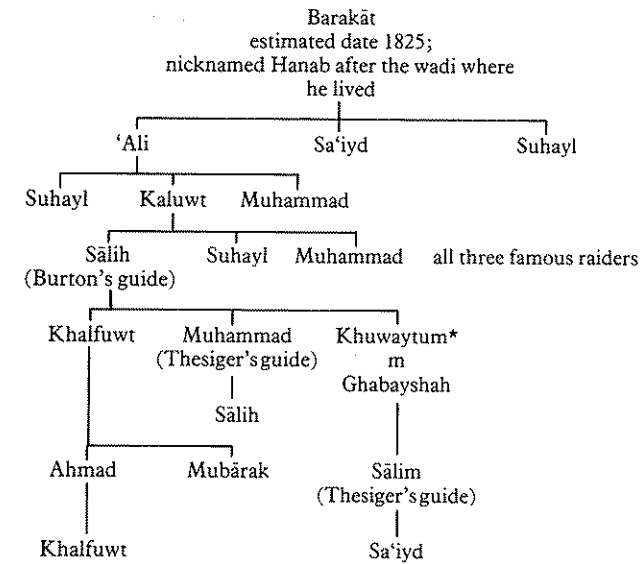 Barakāt
estimated date 1825;
nicknamed Hanab after the wadi where
he lived
‘Ali Sa‘iyd Suhayl
Suhayl Kaluwt Muhammad
Sālih Suhayl Muhammad all three famous raiders
(Burton's guide)
Khalfuwt Muhammad Khuwaytum*
(Thesiger's guide) m
Ghabayshah
Sālih
Ahmad Mubārak Sālim
(Thesiger's guide)
Khalfuwt Sa‘iyd